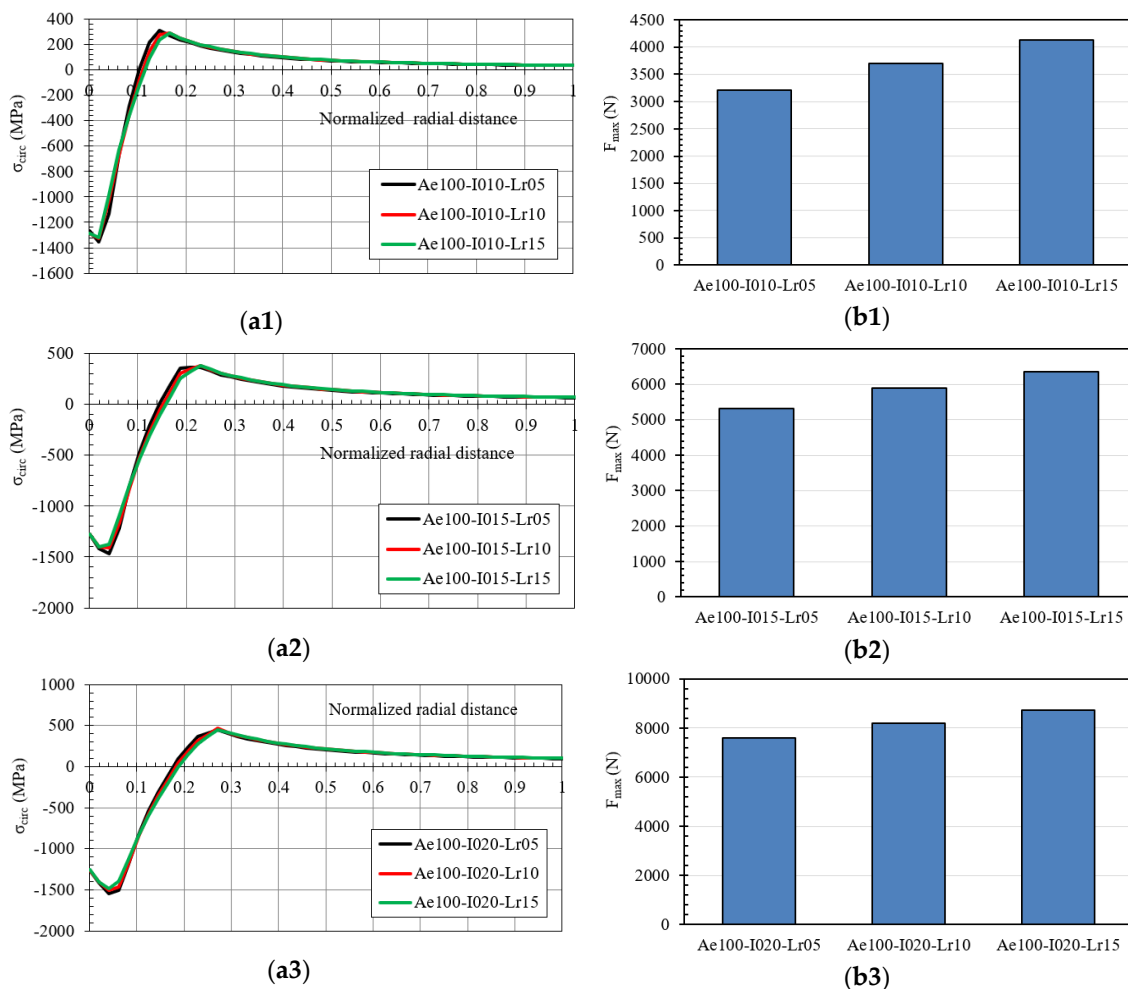 400
200
0
-200
-400
-600
-800
-1000
-1200
-1400
-1600
0 0.1 0.2 0.3 0.4 0.5 0.6 0.7 0.8 0.9 1
σcirc (MPa)
Normalized radial distance
Ae100-I010-Lr05
Ae100-I010-Lr10
Ae100-I010-Lr15
(a1)
4500
4000
3500
3000
2500
2000
1500
1000
500
0
Fmax (N)
Ae100-I010-Lr05 Ae100-I010-Lr10 Ae100-I010-Lr15
(b1)
500
0
-500
-1000
-1500
-2000
0 0.1 0.2 0.3 0.4 0.5 0.6 0.7 0.8 0.9 1
σcirc (MPa)
Normalized radial distance
Ae100-I015-Lr05
Ae100-I015-Lr10
Ae100-I015-Lr15
(a2)
7000
6000
5000
4000
3000
2000
1000
0
Fmax (N)
Ae100-I015-Lr05 Ae100-I015-Lr10 Ae100-I015-Lr15
(b2)
1000
500
0
-500
-1000
-1500
-2000
Normalized radial distance
0 0.1 0.2 0.3 0.4 0.5 0.6 0.7 0.8 0.9 1
σcirc (MPa)
Ae100-I020-Lr05
Ae100-I020-Lr10
Ae100-I020-Lr15
(a3)
10000
8000
6000
4000
2000
0
Fmax (N)
Ae100-I020-Lr05 Ae100-I020-Lr10 Ae100-I020-Lr15
(b3)